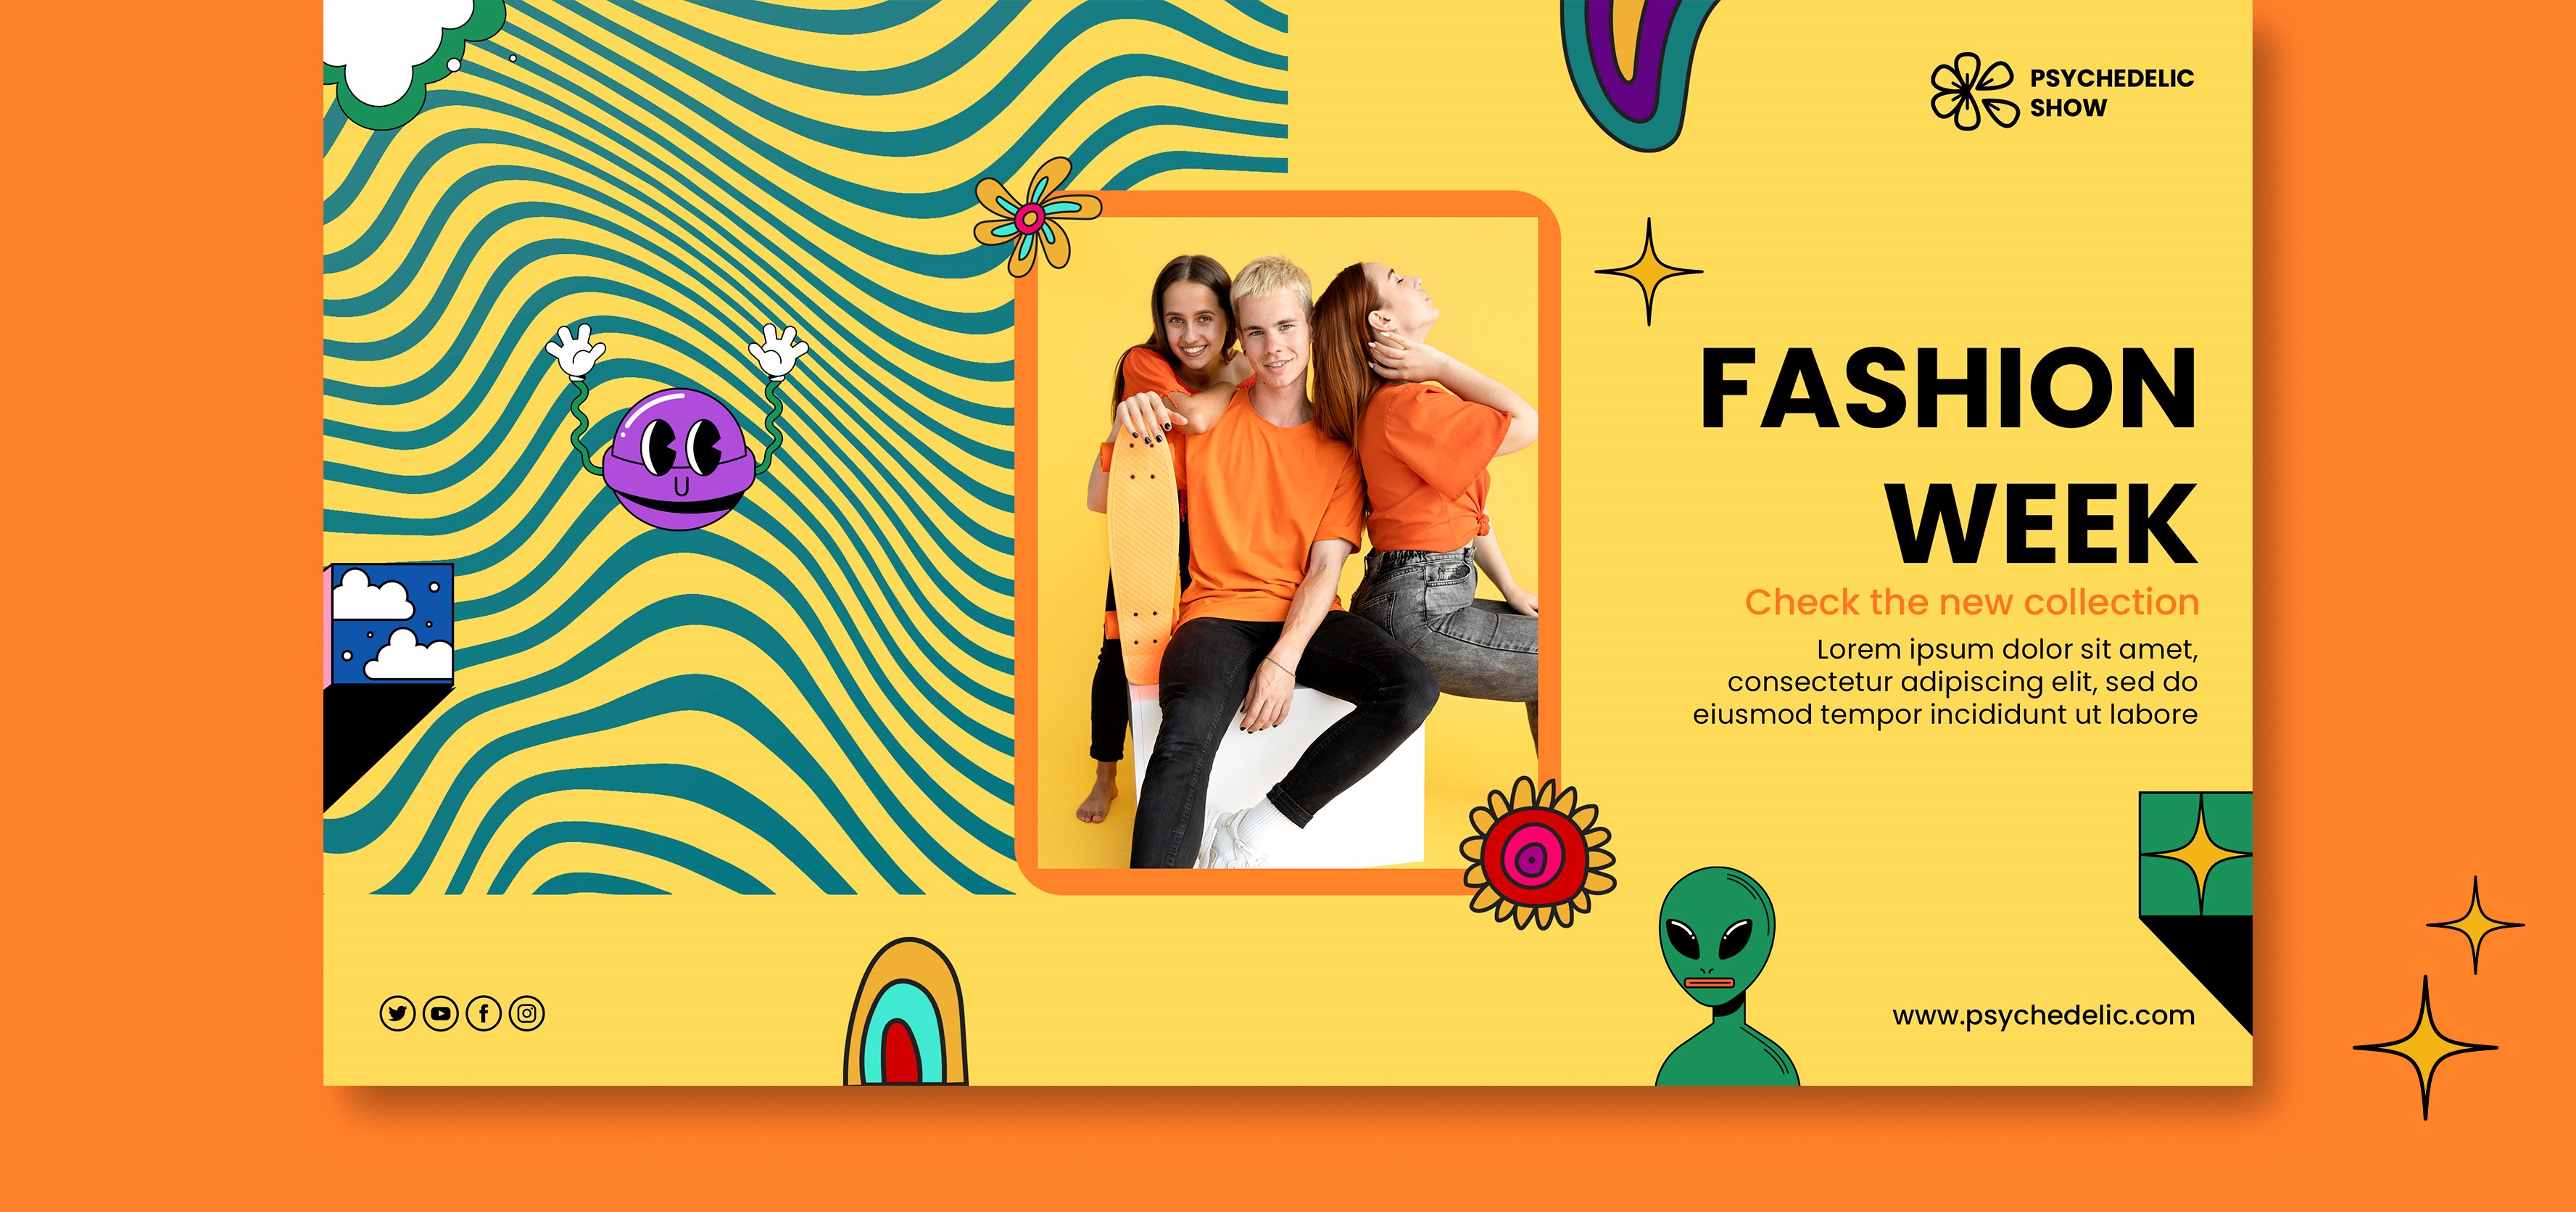 PSYCHEDELIC
SHOW
FASHION
WEEK
Check the new collection
Lorem ipsum dolor sit amet,
consectetur adipiscing elit, sed do
eiusmod tempor incididunt ut labore
www.psychedelic.com